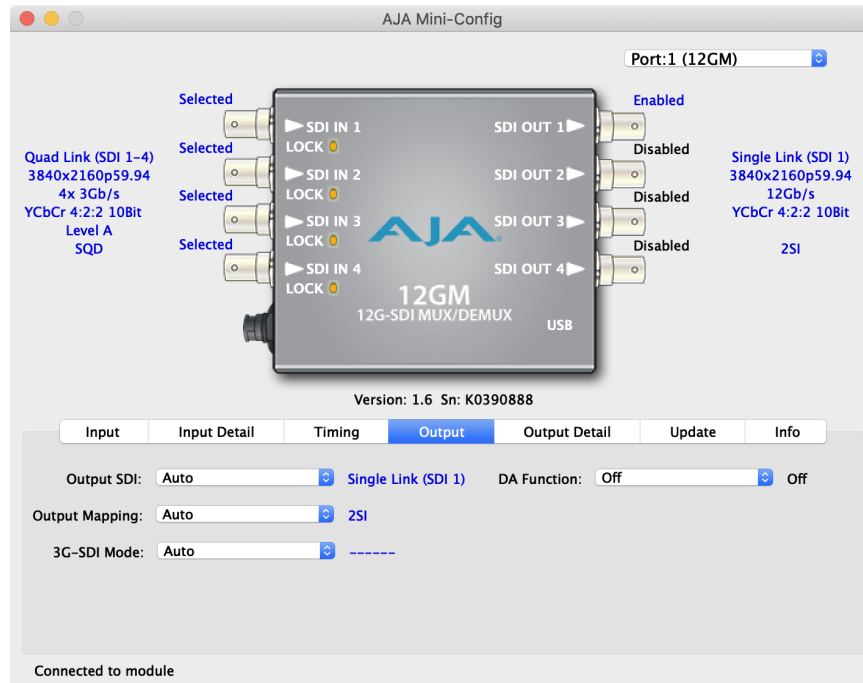 AJA Mini-Config
Port:1 (12GM)
Selected
Selected
Selected
Selected
Quad Link (SDI 1-4)
3840x2160p59.94
4x 3Gb/s
YCbCr 4:2:2 10Bit
Level A
SQD
SDI IN 1
LOCK
SDI IN 2
LOCK
SDI IN 3
LOCK
SDI IN 4
LOCK
SDI OUT 1
SDI OUT 2
SDI OUT 3
SDI OUT 4
AJA
12GM
12G-SDI MUX/DEMUX
USB
Enabled
Disabled
Disabled
Disabled
Single Link (SDI 1)
3840x2160p59.94
12Gb/s
YCbCr 4:2:2 10Bit
2SI
Version: 1.6 Sn: K0390888
Input Input Detail Timing Output Output Detail Update Info
Output SDI: Auto Single Link (SDI 1) DA Function: Off Off
Output Mapping: Auto 2SI
3G-SDI Mode: Auto ------
Connected to module